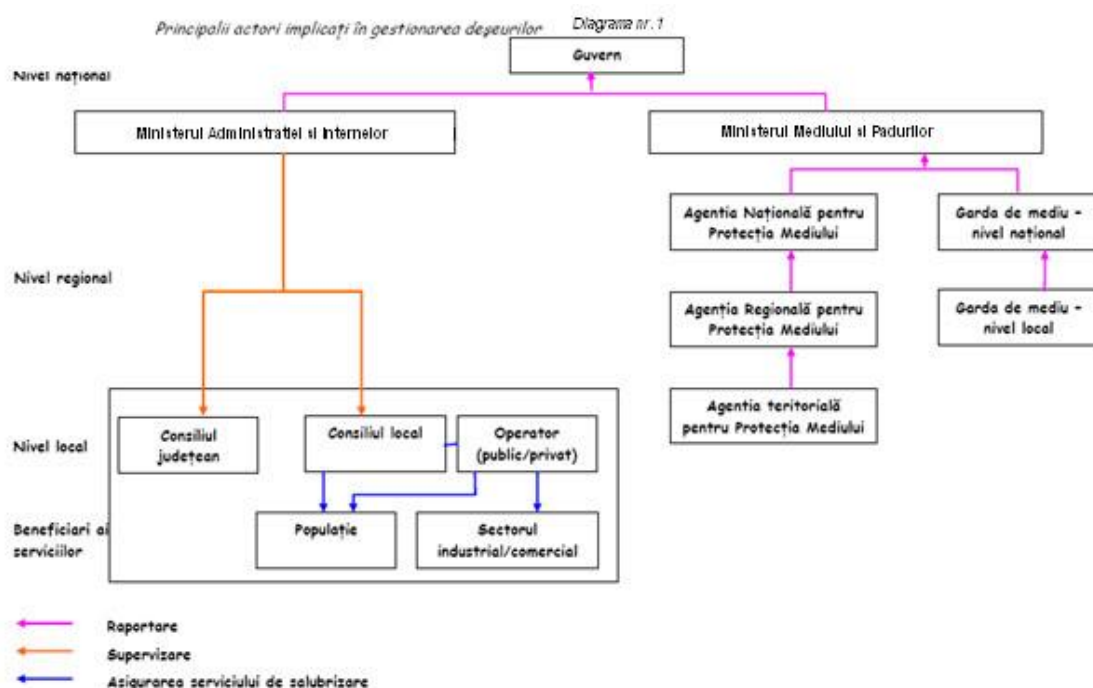 Principalii actori implicați în gestionarea deșeurilor
Diagrama nr. 1
Guvern
Nivel național
Ministerul Administratiei si Internelor
Ministerul Mediului si Padurilor
Agentia Națională pentru
Protecția Mediului
Garda de mediu –
nivel național
Nivel regional
Agenția Regională pentru
Protecția Mediului
Garda de mediu –
nivel local
Agentia teritorială
pentru Protecția Mediului
Nivel local
Consiliul
județean
Consiliul local
Operator
(public/privat)
Beneficiari ai
serviciilor
Populație
Sectorul
industrial/comercial
Raportare
Supervizare
Asigurarea serviciului de salubrizare